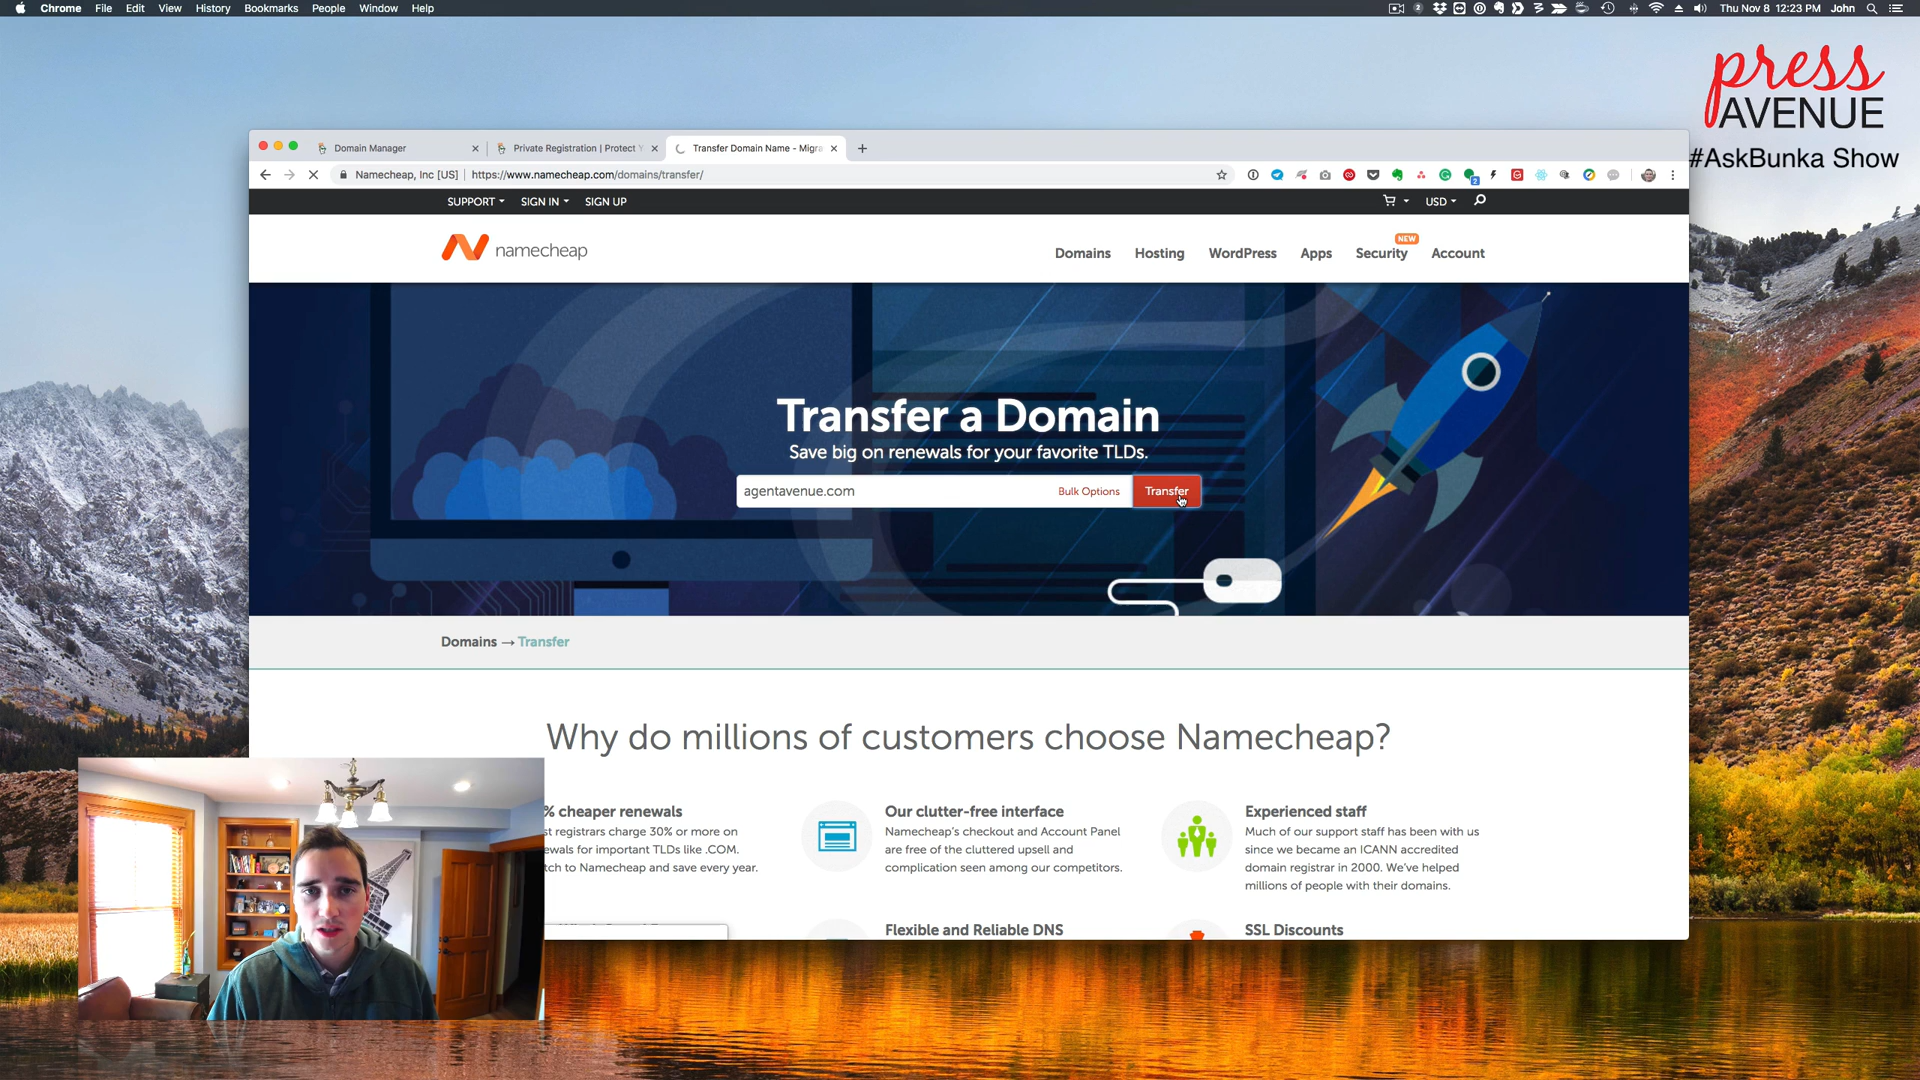 Chrome File Edit View History Bookmarks People Window Help
Thu Nov 8 12:23 PM John
press
AVENUE
#AskBunka Show
Domain Manager
Private Registration | Protect Y
Transfer Domain Name - Migra
Namecheap, Inc [US] | https://www.namecheap.com/domains/transfer/
SUPPORT SIGN IN SIGN UP
USD
namecheap
NEW
Domains Hosting WordPress Apps Security Account
Transfer a Domain
Save big on renewals for your favorite TLDs.
agentavenue.com Bulk Options Transfer
Domains → Transfer
Why do millions of customers choose Namecheap?
% cheaper renewals
st registrars charge 30% or more on
ewals for important TLDs like .COM.
tch to Namecheap and save every year.
Our clutter-free interface
Namecheap's checkout and Account Panel
are free of the cluttered upsell and
complication seen among our competitors.
Experienced staff
Much of our support staff has been with us
since we became an ICANN accredited
domain registrar in 2000. We've helped
millions of people with their domains.
Flexible and Reliable DNS
SSL Discounts